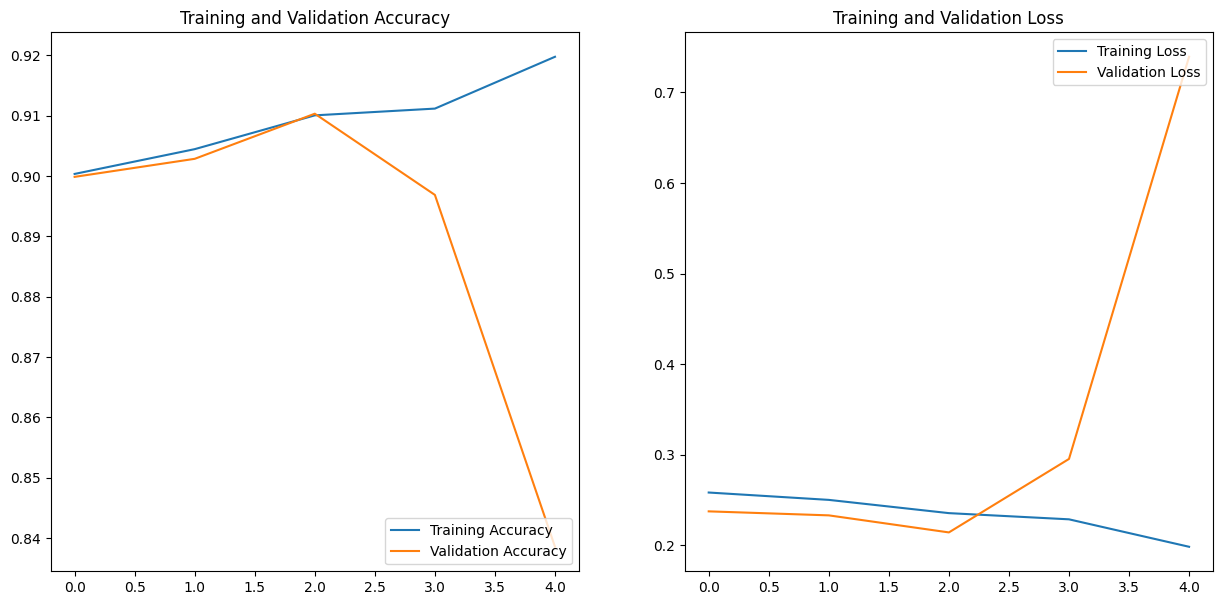 Training and Validation Accuracy
0.92
0.91
0.90
0.89
0.88
0.87
0.86
0.85
0.84
Training Accuracy
Validation Accuracy
0.0 0.5 1.0 1.5 2.0 2.5 3.0 3.5 4.0
Training and Validation Loss
Training Loss
Validation Loss
0.7
0.6
0.5
0.4
0.3
0.2
0.0 0.5 1.0 1.5 2.0 2.5 3.0 3.5 4.0